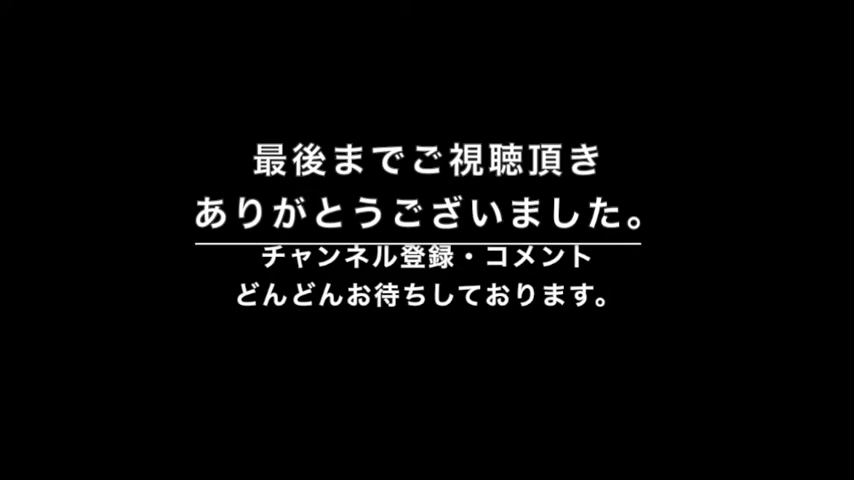 最後までご視聴頂き
ありがとうございました。
チャンネル登録・コメント
どんどんお待ちしております。